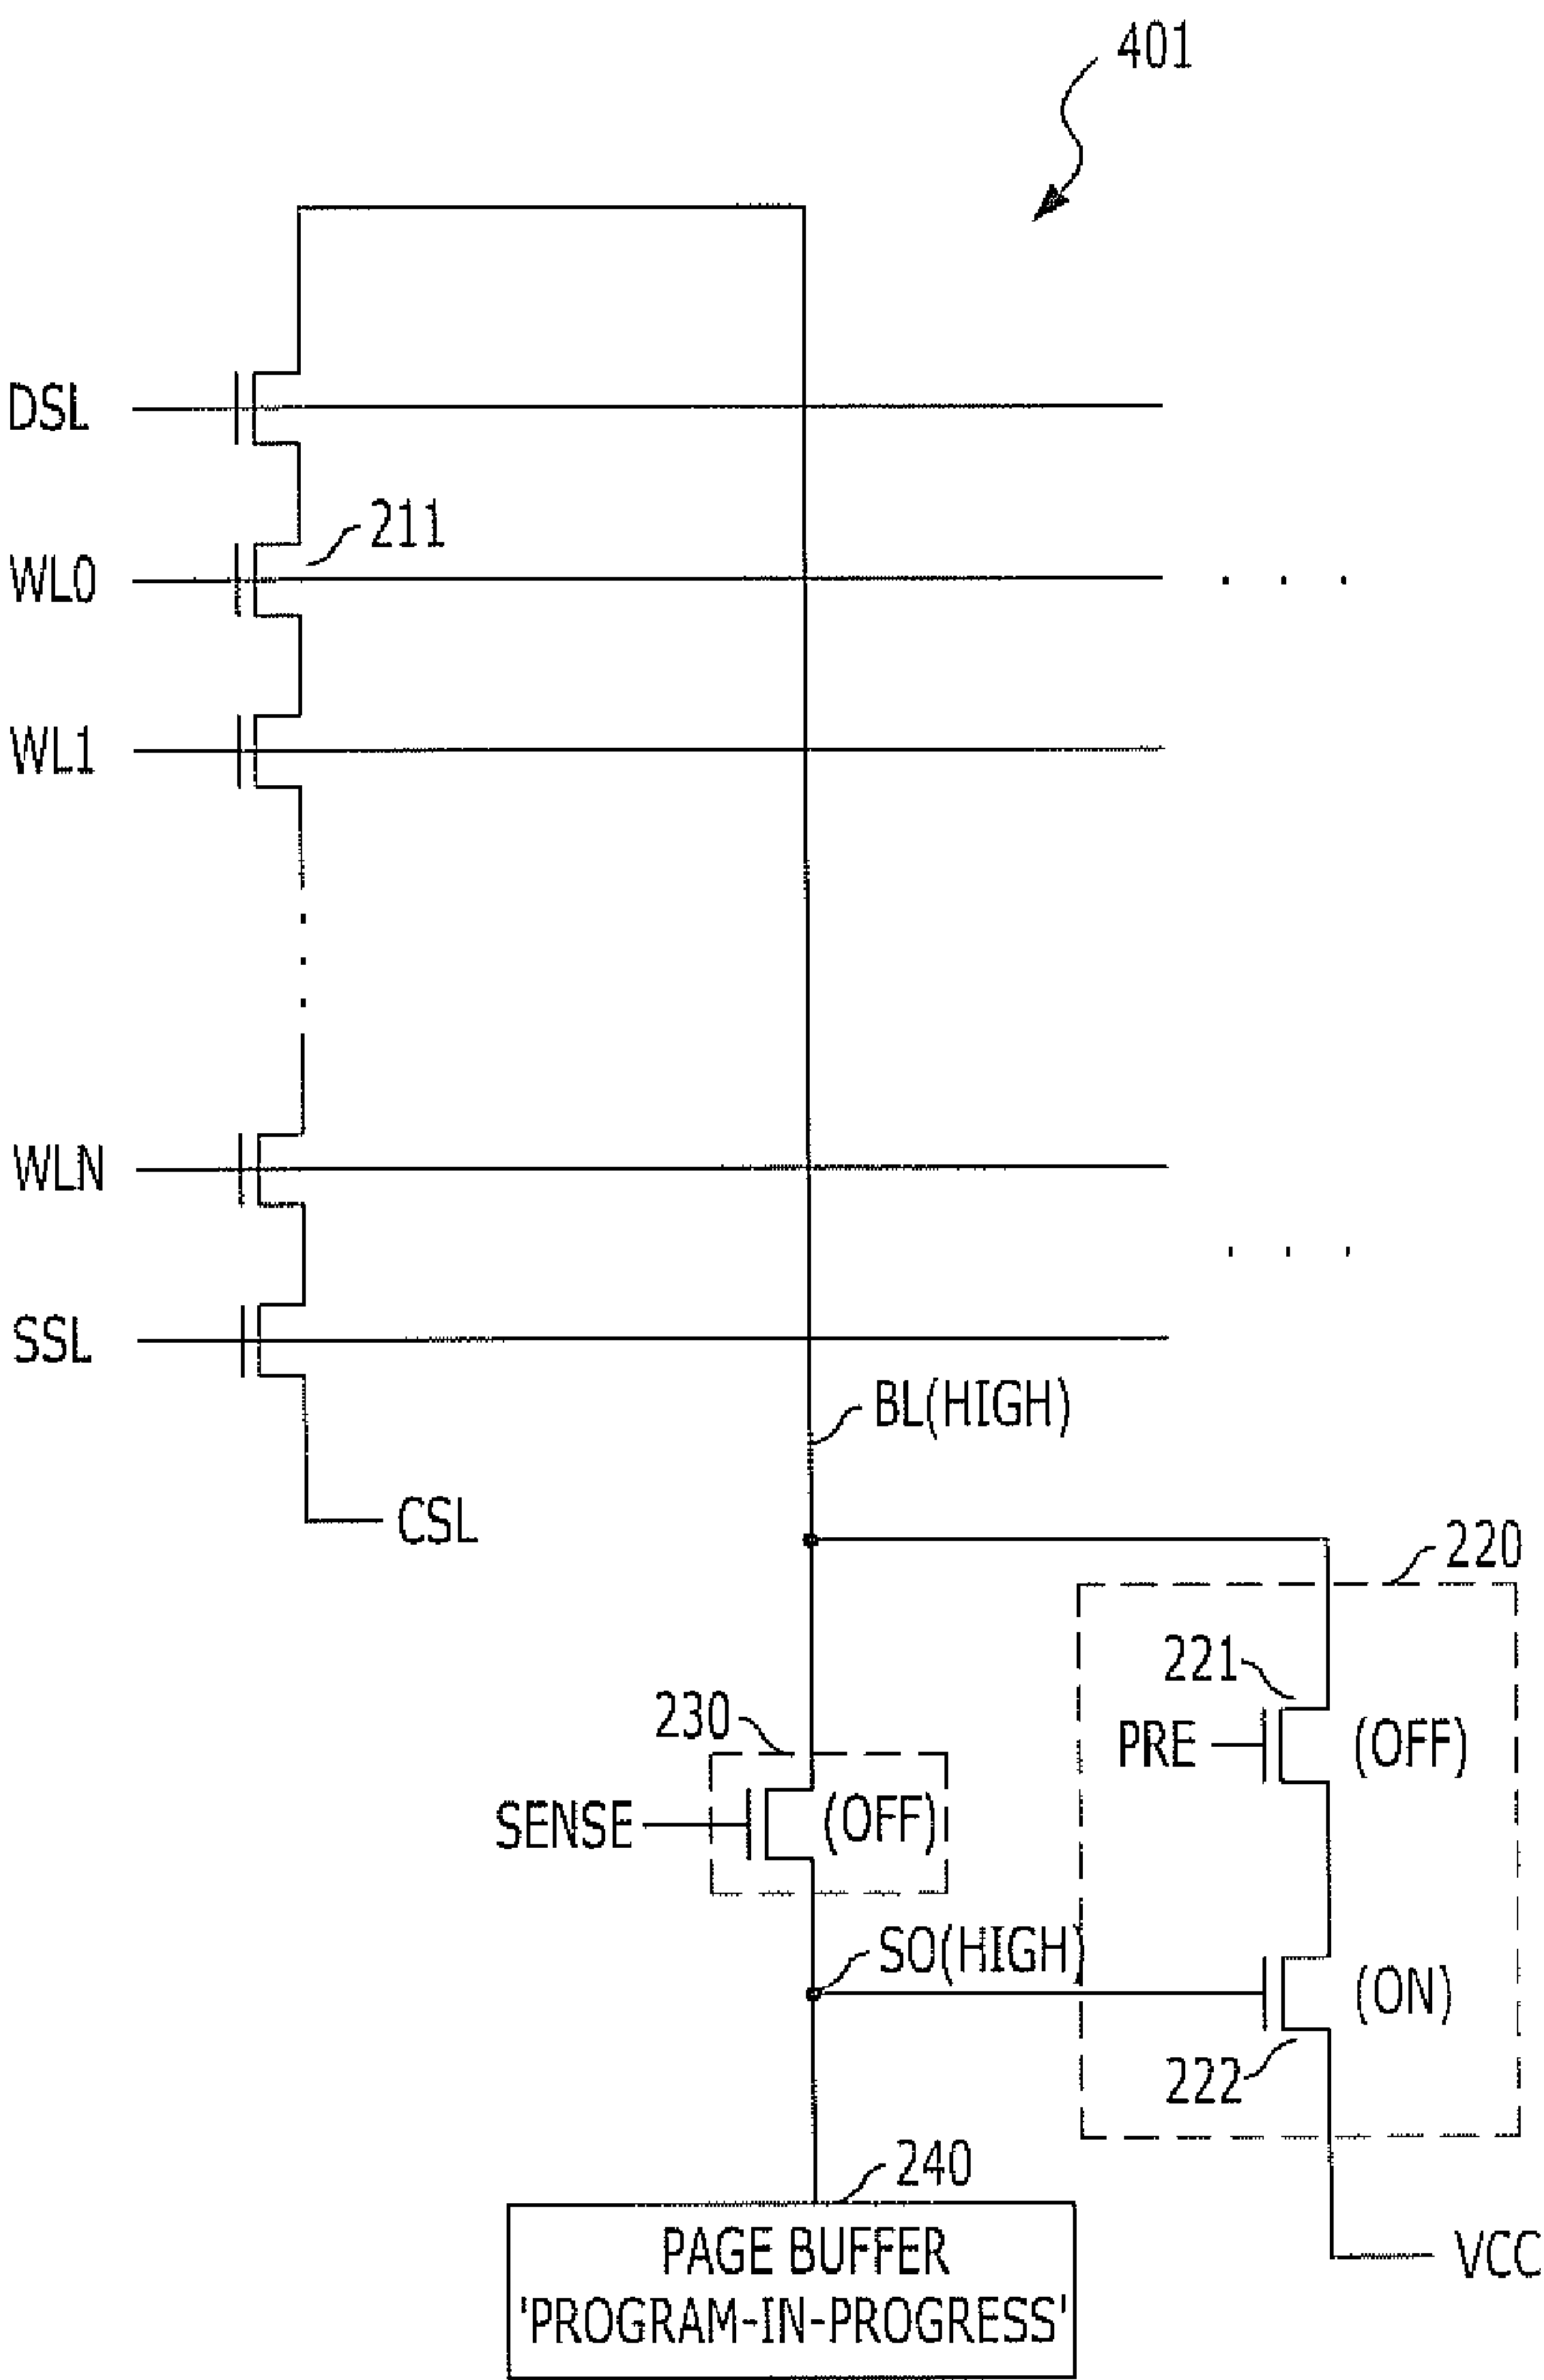 401
DSL
211
WL0
WL1
WLN
SSL
BL(HIGH)
CSL
220
221
230
PRE
(OFF)
SENSE
(OFF)
SO(HIGH)
(ON)
222
240
PAGE BUFFER
'PROGRAM-IN-PROGRESS'
VCC